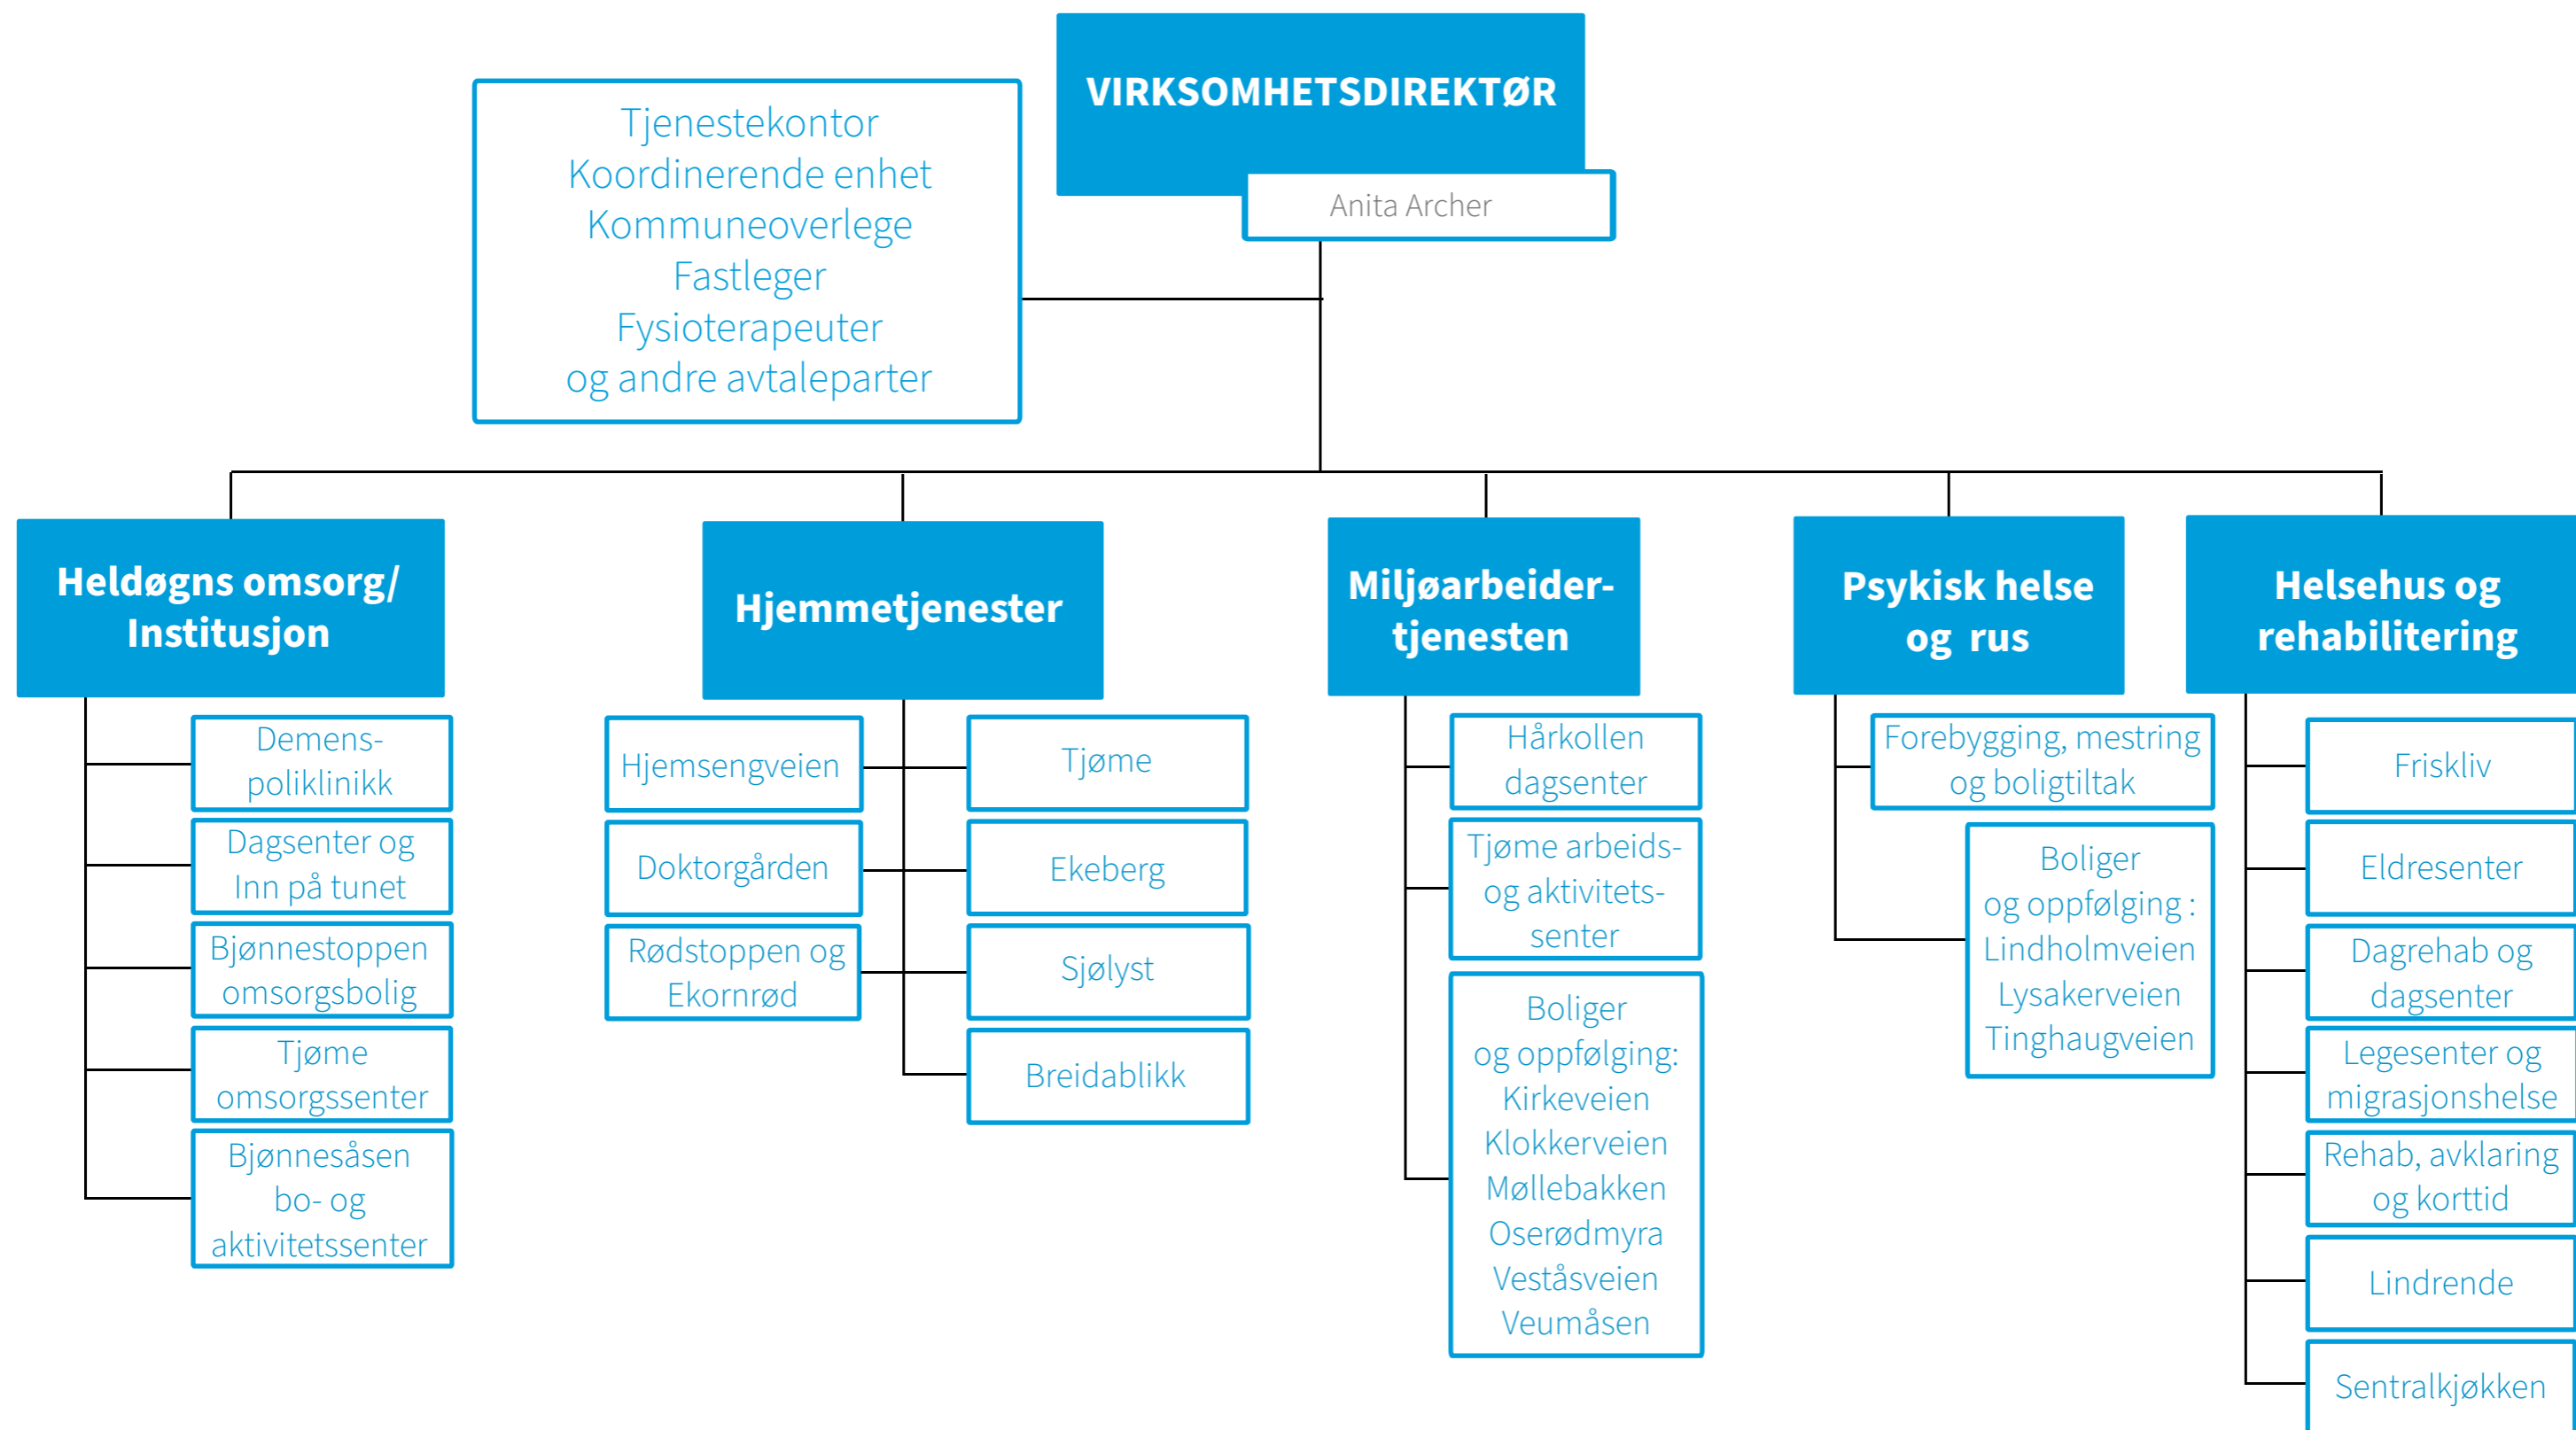 VIRKSOMHETSDIREKTØR
Anita Archer
Tjenestekontor
Koordinerende enhet
Kommuneoverlege
Fastleger
Fysioterapeuter
og andre avtaleparter
Heldøgns omsorg/
Institusjon
Demens-
poliklinikk
Dagsenter og
Inn på tunet
Bjønnestoppen
omsorgsbolig
Tjøme
omsorgssenter
Bjønnesåsen
bo- og
aktivitetssenter
Hjemmetjenester
Hjemsengveien
Doktorgården
Rødstoppen og
Ekornrød
Tjøme
Ekeberg
Sjølyst
Breidablikk
Miljøarbeider-
tjenesten
Hårkollen
dagsenter
Tjøme arbeids-
og aktivitets-
senter
Boliger
og oppfølging:
Kirkeveien
Klokkerveien
Møllebakken
Oserødmyra
Veståsveien
Veumåsen
Psykisk helse
og rus
Forebygging, mestring
og boligtiltak
Boliger
og oppfølging :
Lindholmveien
Lysakerveien
Tinghaugveien
Helsehus og
rehabilitering
Friskliv
Eldresenter
Dagrehab og
dagsenter
Legesenter og
migrasjonshelse
Rehab, avklaring
og korttid
Lindrende
Sentralkjøkken